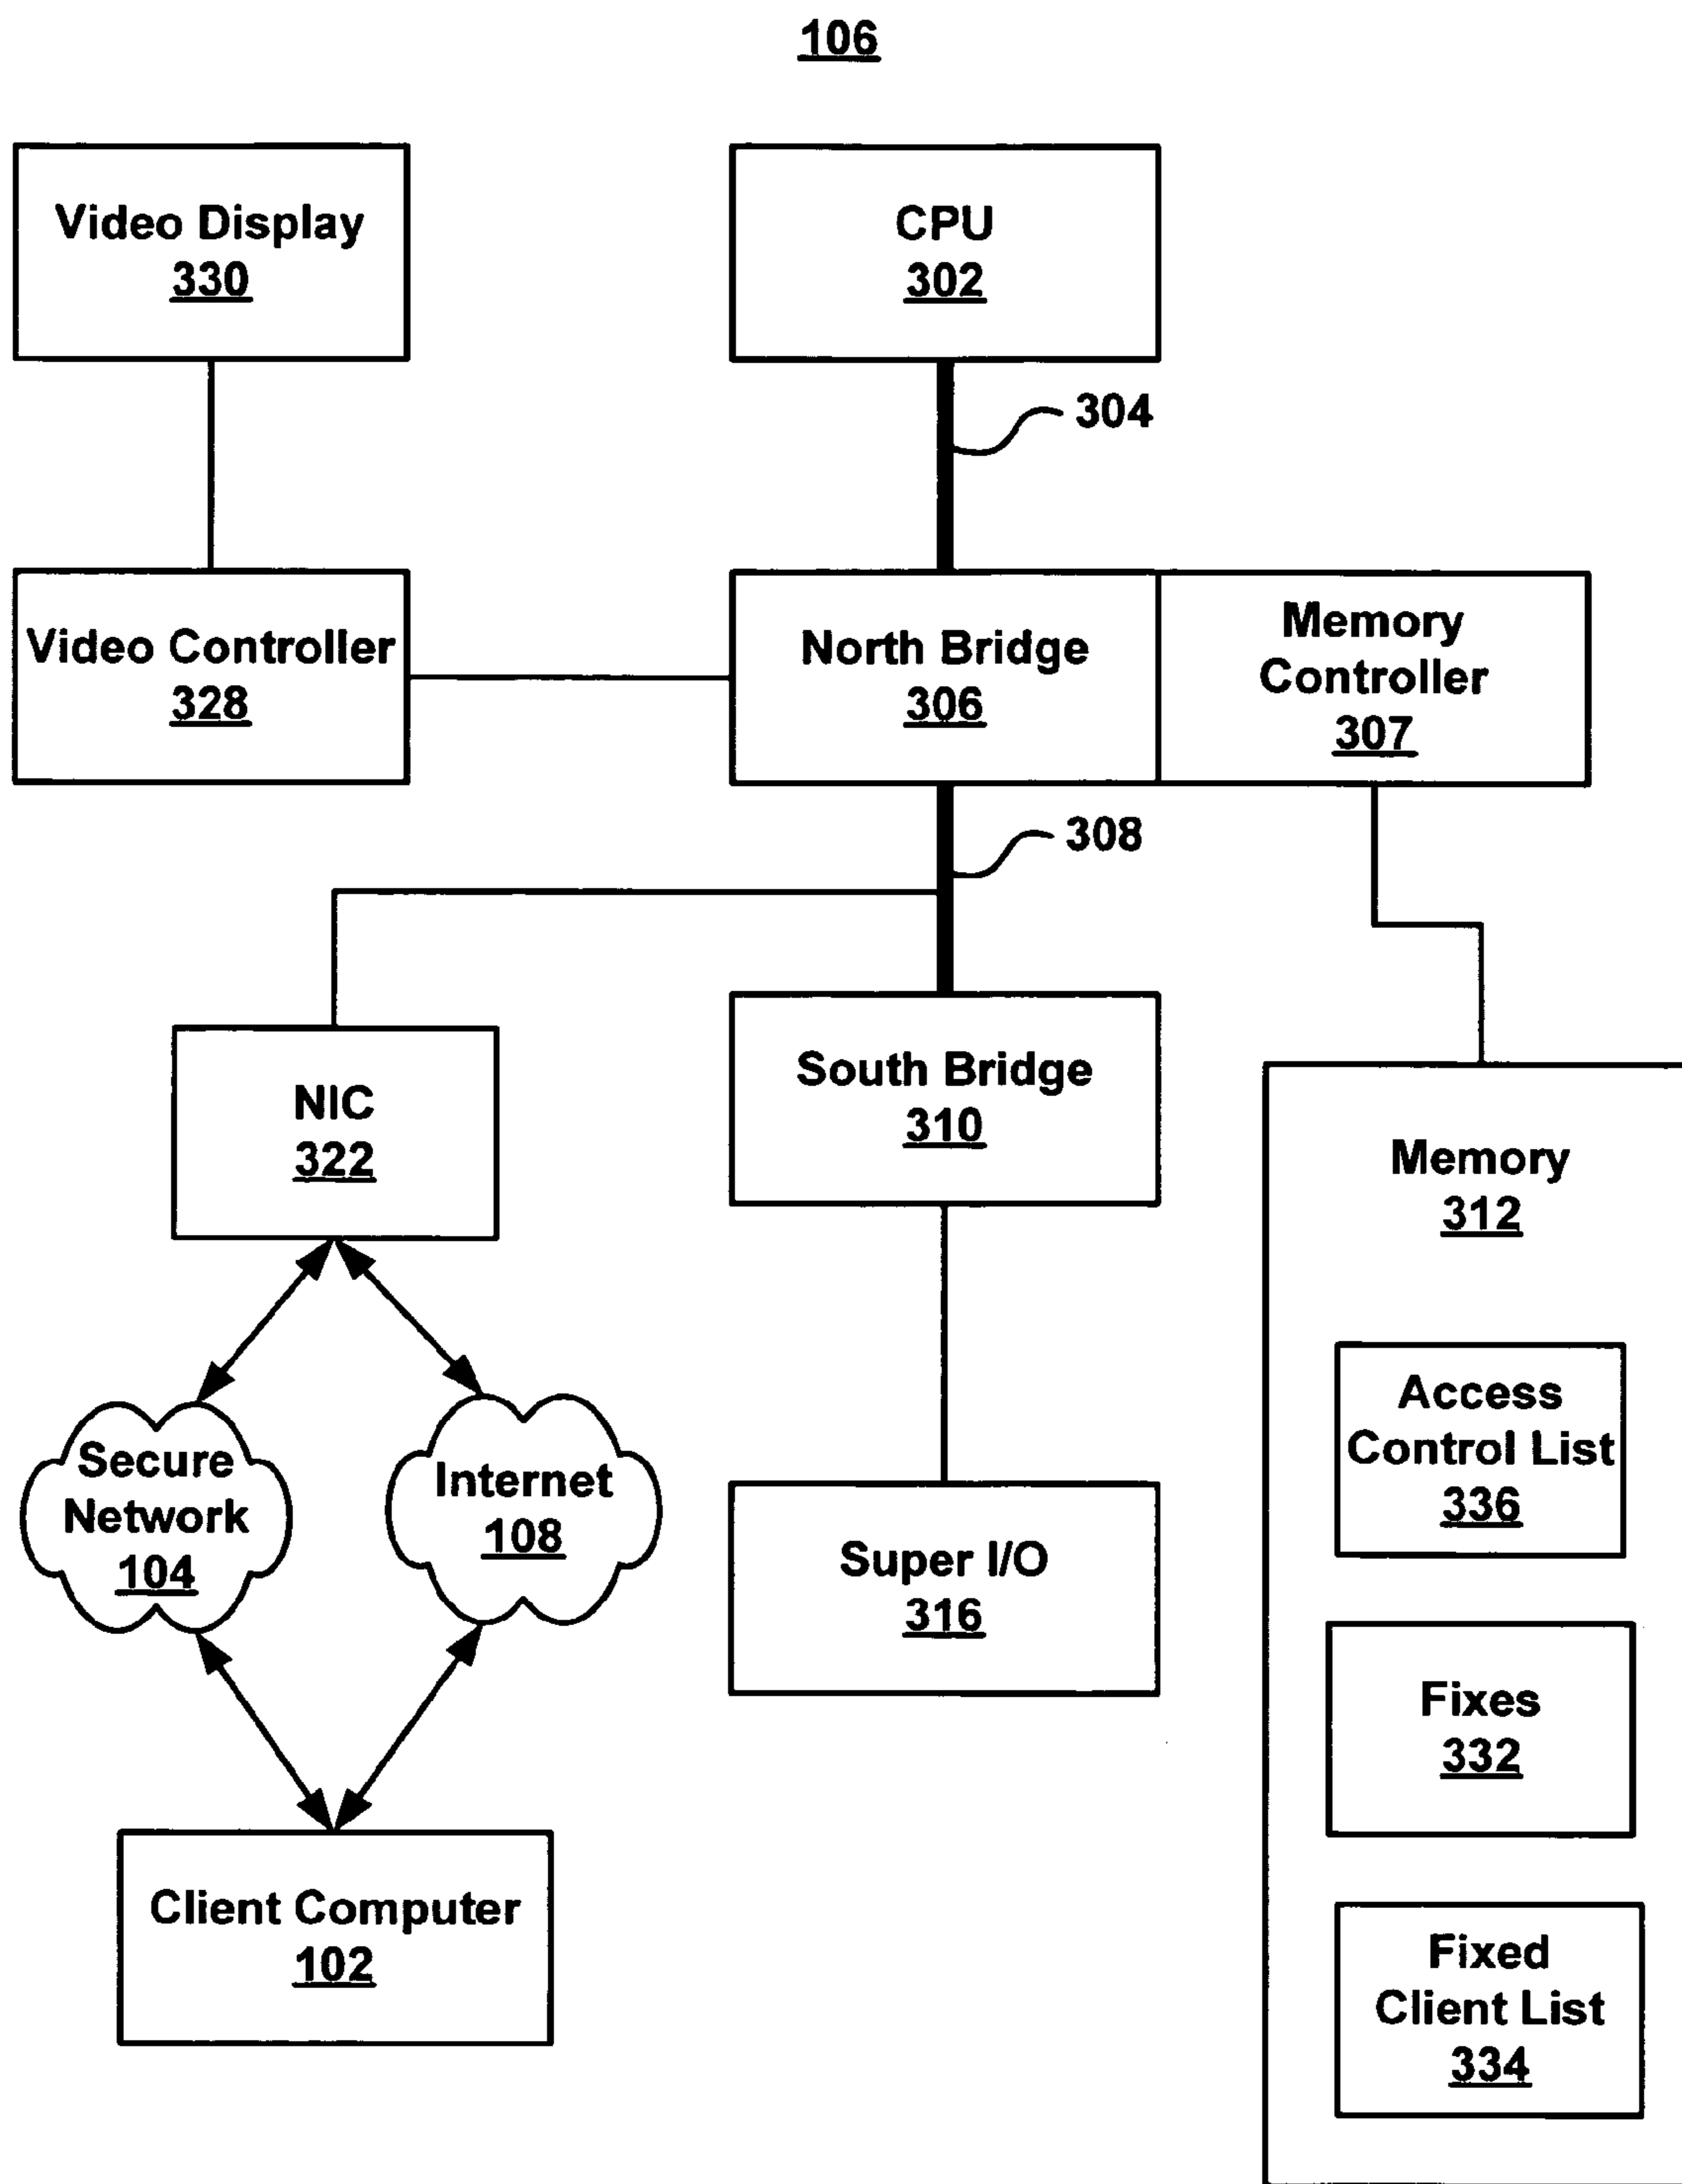 106
Video Display
330
CPU
302
304
Video Controller
328
North Bridge
306
Memory
Controller
307
308
NIC
322
South Bridge
310
Memory
312
Access
Control List
336
Secure
Network
104
Internet
108
Super I/O
316
Fixes
332
Client Computer
102
Fixed
Client List
334